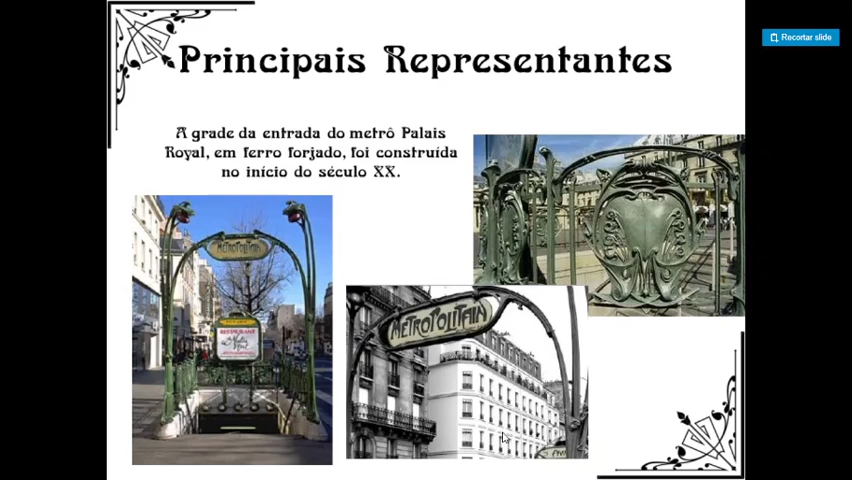 Recortar slide
Principais Representantes
A grade da entrada do metrô Palais
Royal, em ferro forjado, foi construída
no início do século XX.
METROPOLITAIN
RESTAURANT
METROPOLITAIN